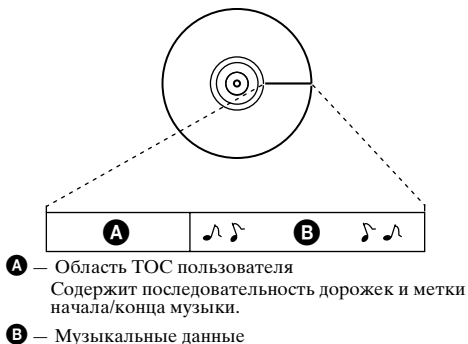 A B
A – Область TOC пользователя
Содержит последовательность дорожек и метки
начала/конца музыки.
B – Музыкальные данные